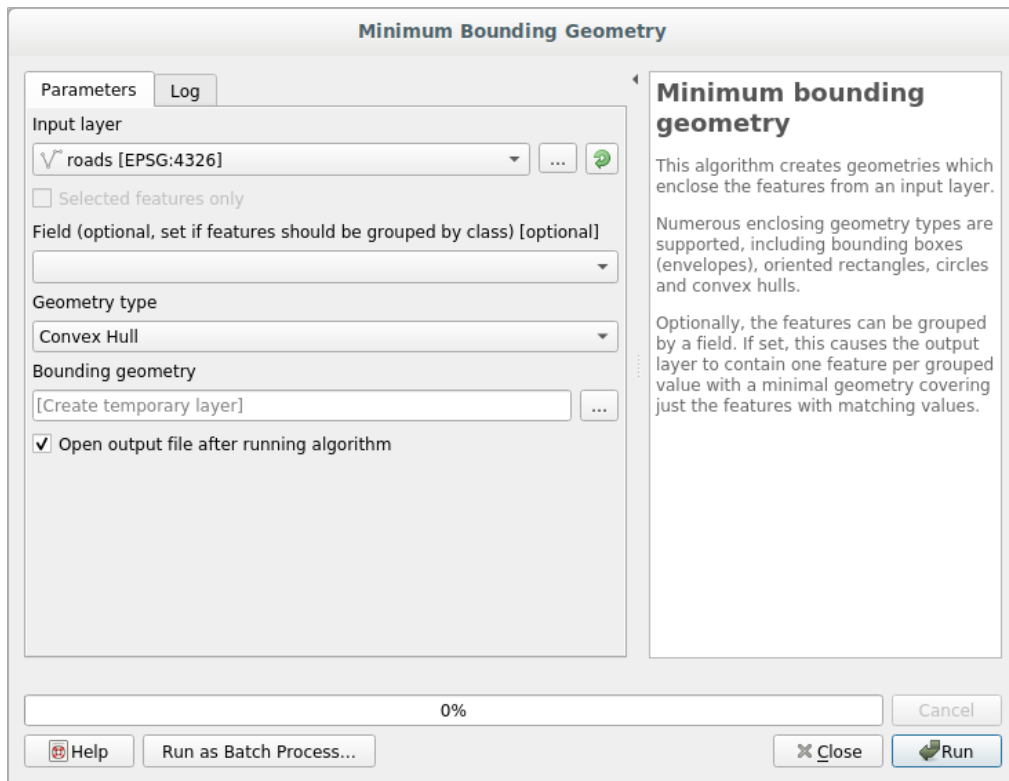 Minimum Bounding Geometry
Parameters
Log
Input layer
roads [EPSG:4326]
...
Selected features only
Field (optional, set if features should be grouped by class) [optional]
Geometry type
Convex Hull
Bounding geometry
[Create temporary layer]
...
Open output file after running algorithm
Minimum bounding
geometry
This algorithm creates geometries which
enclose the features from an input layer.
Numerous enclosing geometry types are
supported, including bounding boxes
(envelopes), oriented rectangles, circles
and convex hulls.
Optionally, the features can be grouped
by a field. If set, this causes the output
layer to contain one feature per grouped
value with a minimal geometry covering
just the features with matching values.
0%
Cancel
Help
Run as Batch Process...
Close
Run